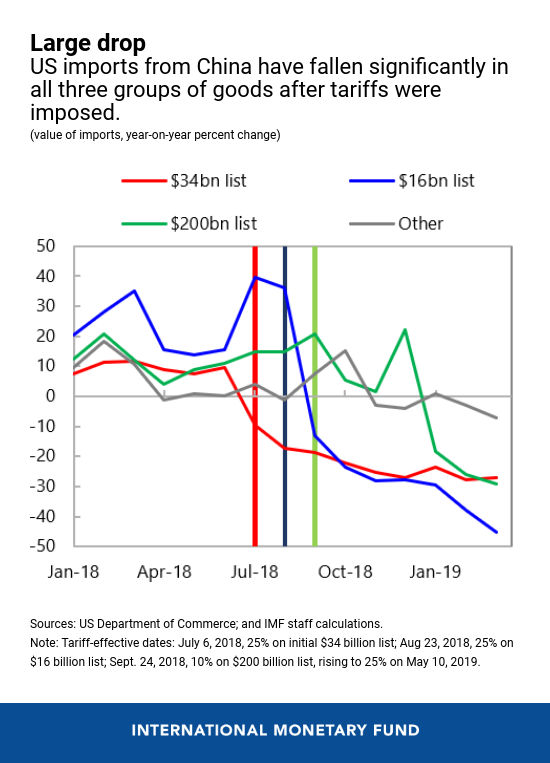 Large drop
US imports from China have fallen significantly in
all three groups of goods after tariffs were
imposed.
(value of imports, year-on-year percent change)
$34bn list
$16bn list
$200bn list
Other
50
40
30
20
10
0
-10
-20
-30
-40
-50
Jan-18
Apr-18
Jul-18
Oct-18
Jan-19
Sources: US Department of Commerce; and IMF staff calculations.
Note: Tariff-effective dates: July 6, 2018, 25% on initial $34 billion list; Aug 23, 2018, 25% on
$16 billion list; Sept. 24, 2018, 10% on $200 billion list, rising to 25% on May 10, 2019.
INTERNATIONAL MONETARY FUND